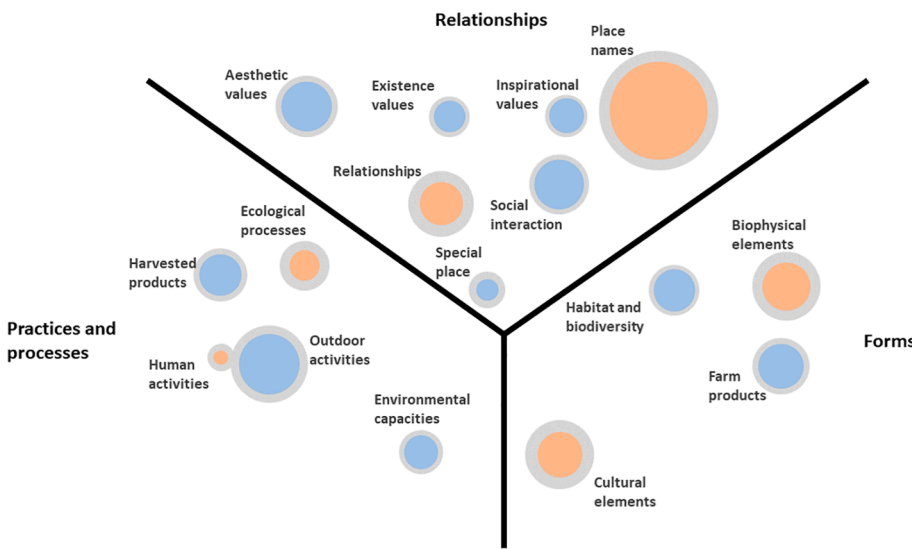 Relationships
Place
names
Aesthetic
values
Existence
values
Inspirational
values
Relationships
Social
interaction
Ecological
processes
Special
place
Biophysical
elements
Harvested
products
Habitat and
biodiversity
Practices and
processes
Forms
Human
activities
Outdoor
activities
Farm
products
Environmental
capacities
Cultural
elements